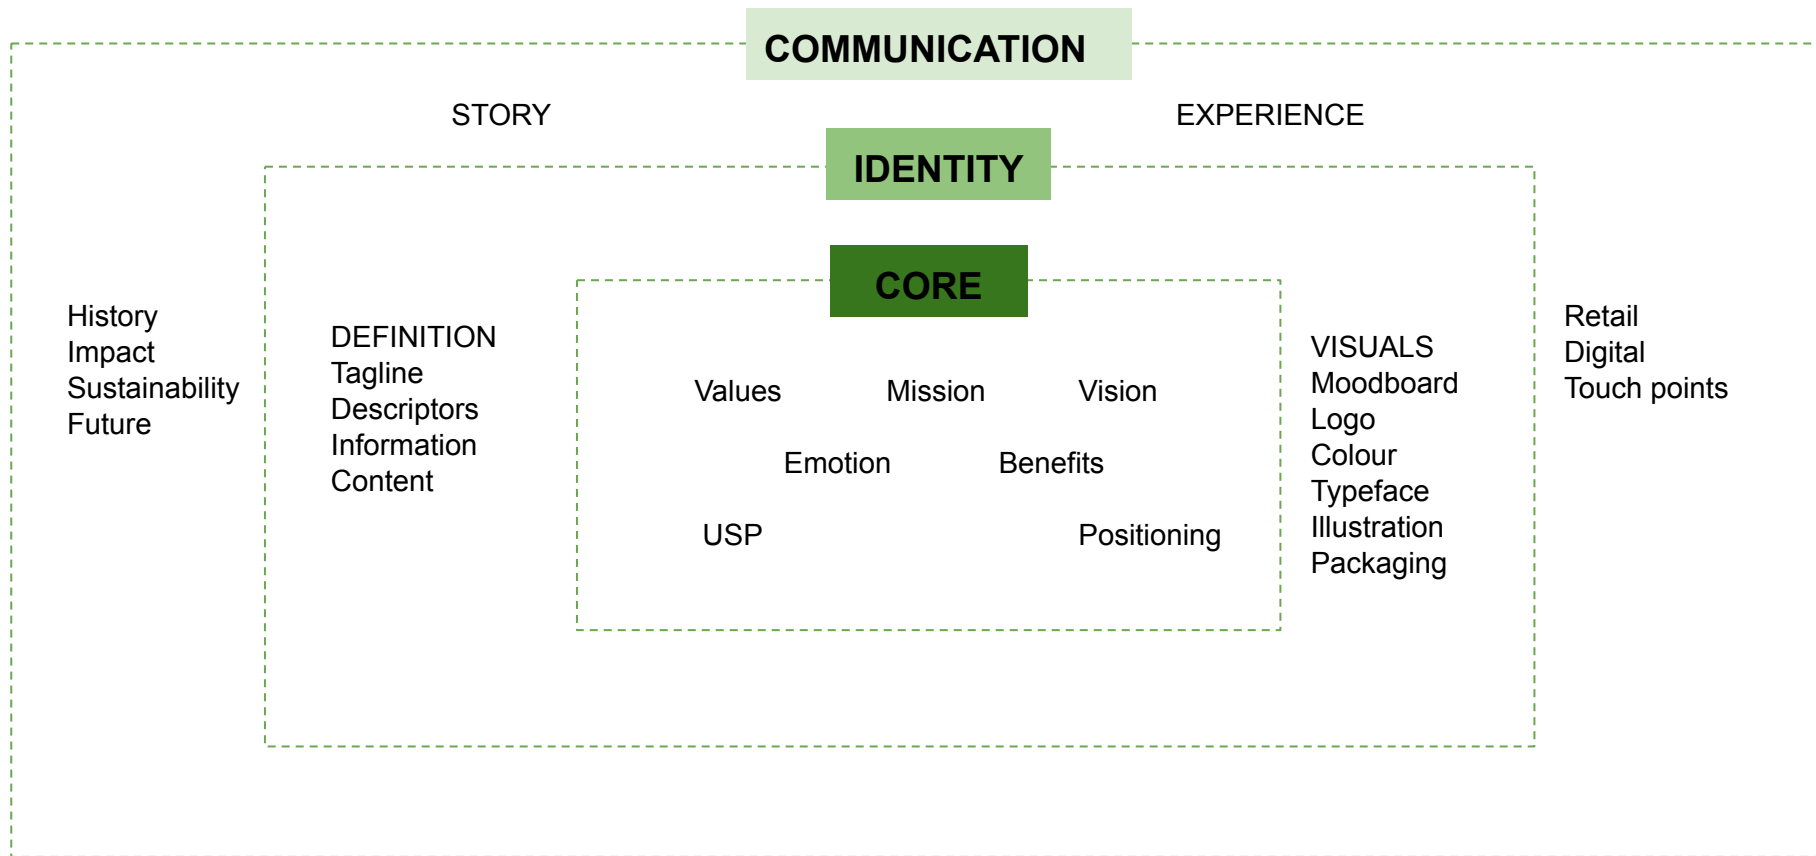 COMMUNICATION
STORY
EXPERIENCE
IDENTITY
CORE
History
Impact
Sustainability
Future
DEFINITION
Tagline
Descriptors
Information
Content
Values Mission Vision
Emotion Benefits
USP Positioning
VISUALS
Moodboard
Logo
Colour
Typeface
Illustration
Packaging
Retail
Digital
Touch points